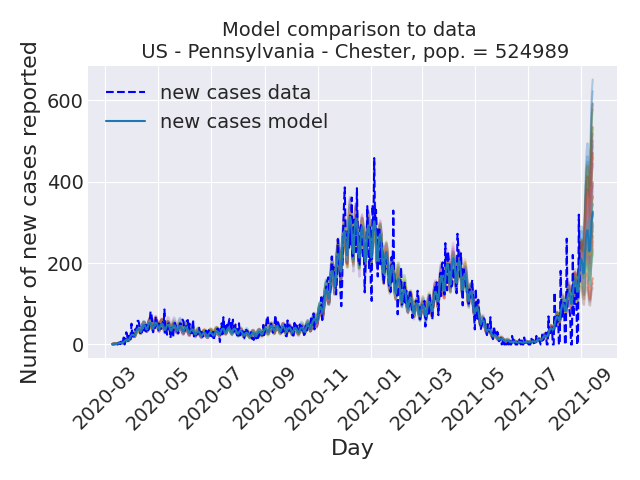 Model comparison to data
US - Pennsylvania - Chester, pop. = 524989
Number of new cases reported
600
400
200
0
new cases data
new cases model
2020-03
2020-05
2020-07
2020-09
2020-11
2021-01
2021-03
2021-05
2021-07
2021-09
Day